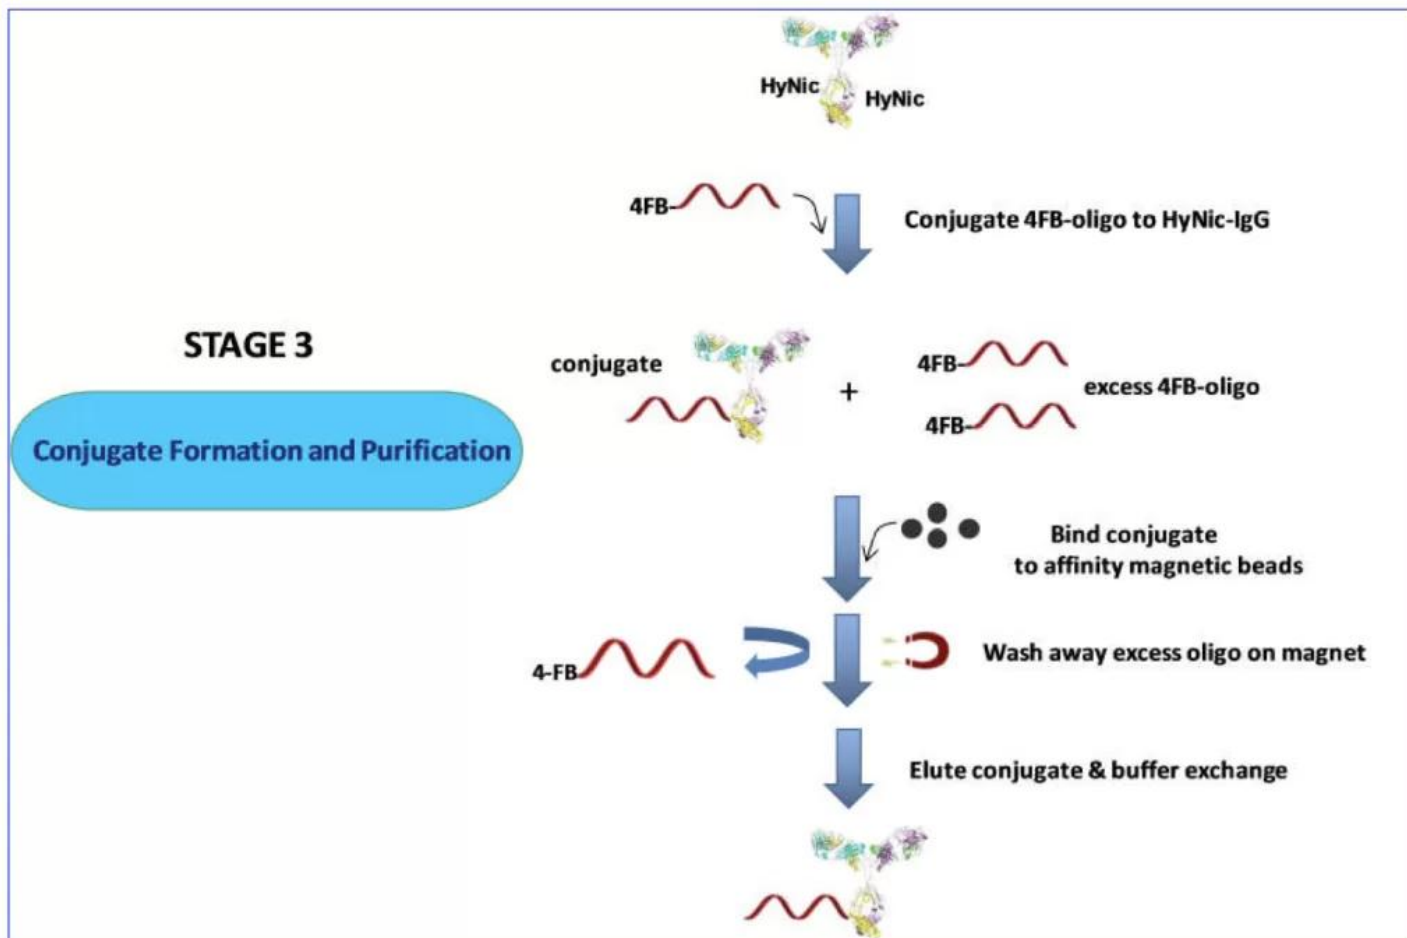 HyNic
HyNic
4FB-
Conjugate 4FB-oligo to HyNic-IgG
STAGE 3
Conjugate Formation and Purification
conjugate
+
4FB-
excess 4FB-oligo
4FB-
Bind conjugate
to affinity magnetic beads
4-FB
Wash away excess oligo on magnet
Elute conjugate & buffer exchange